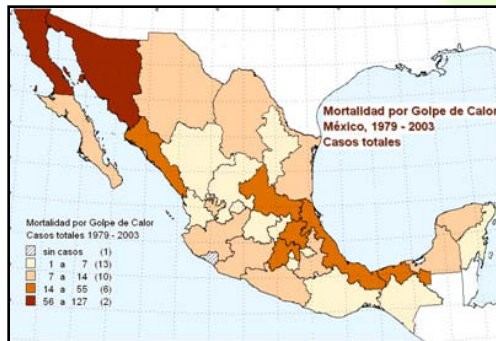 Mortalidad por Golpe de Calor
México, 1979 - 2003
Casos totales
Mortalidad por Golpe de Calor
Casos totales 1979 - 2003
sin casos (1)
1 a 7 (13)
7 a 14 (10)
14 a 55 (6)
56 a 127 (2)